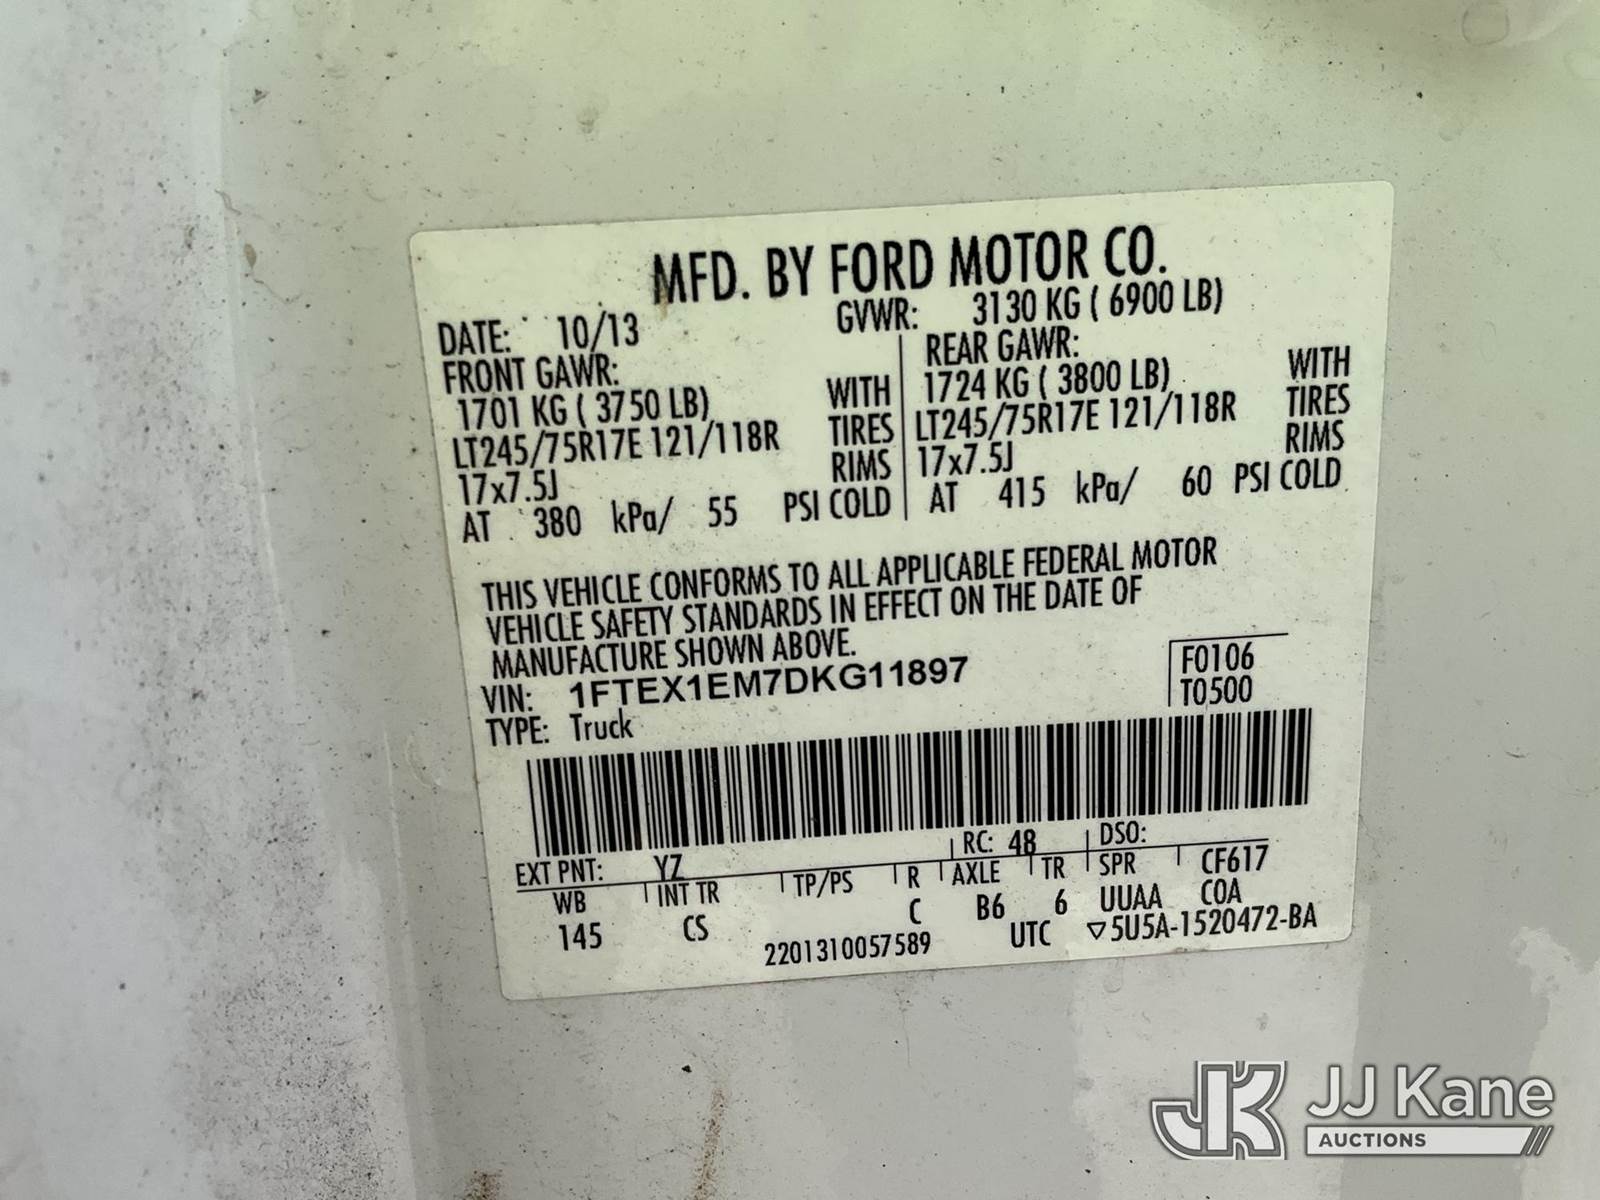 MFD. BY FORD MOTOR CO.
DATE: 10/13 GVWR: 3130 KG ( 6900 LB)
FRONT GAWR: REAR GAWR:
1701 KG ( 3750 LB) WITH 1724 KG ( 3800 LB) WITH
LT245/75R17E 121/118R TIRES LT245/75R17E 121/118R TIRES
17x7.5J RIMS 17x7.5J RIMS
AT 380 kPa/ 55 PSI COLD AT 415 kPa/ 60 PSI COLD
THIS VEHICLE CONFORMS TO ALL APPLICABLE FEDERAL MOTOR
VEHICLE SAFETY STANDARDS IN EFFECT ON THE DATE OF
MANUFACTURE SHOWN ABOVE.
VIN: 1FTEX1EM7DKG11897 F0106
TYPE: Truck T0500
EXT PNT: YZ RC: 48 DSO:
WB INT TR TP/PS R AXLE TR SPR CF617
145 CS C B6 6 UUAA COA
2201310057589 UTC ▽5U5A-1520472-BA
JK JJ Kane
AUCTIONS